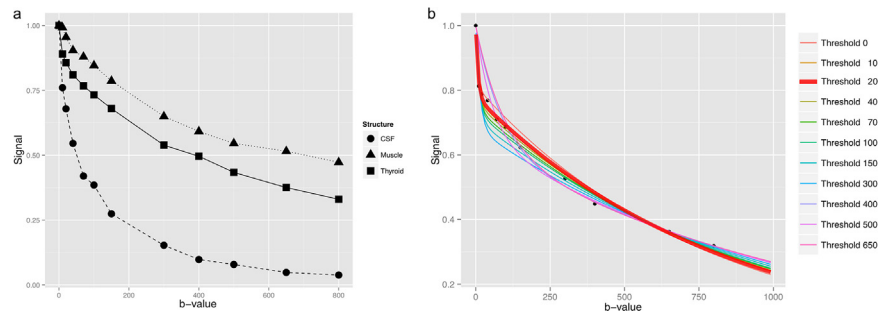 a
1.00
0.75
0.50
0.25
0.00
Signal
0
200
400
600
800
b-value
Structure
CSF
Muscle
Thyroid
b
1.0
0.8
0.6
0.4
0.2
Signal
0
250
500
750
1000
b-value
Threshold 0
Threshold 10
Threshold 20
Threshold 40
Threshold 70
Threshold 100
Threshold 150
Threshold 300
Threshold 400
Threshold 500
Threshold 650